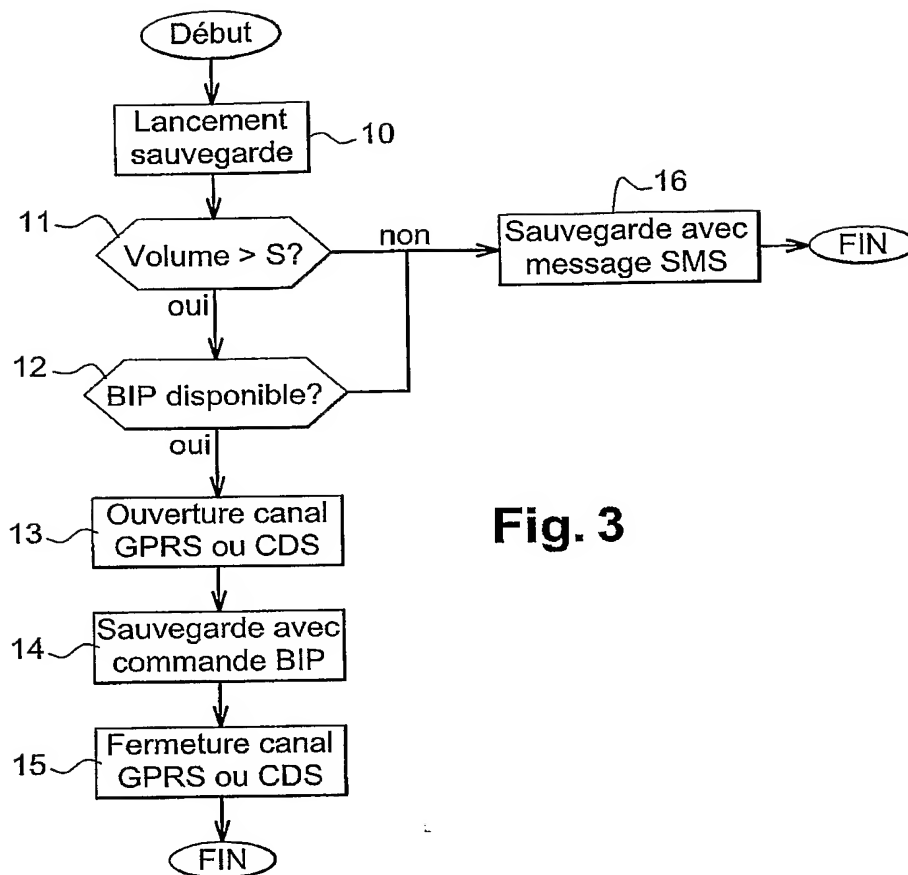 Début
Lancement
sauvegarde
10
11
Volume > S?
non
16
Sauvegarde avec
message SMS
FIN
oui
12
BIP disponible?
oui
13
Ouverture canal
GPRS ou CDS
Fig. 3
14
Sauvegarde avec
commande BIP
15
Fermeture canal
GPRS ou CDS
FIN